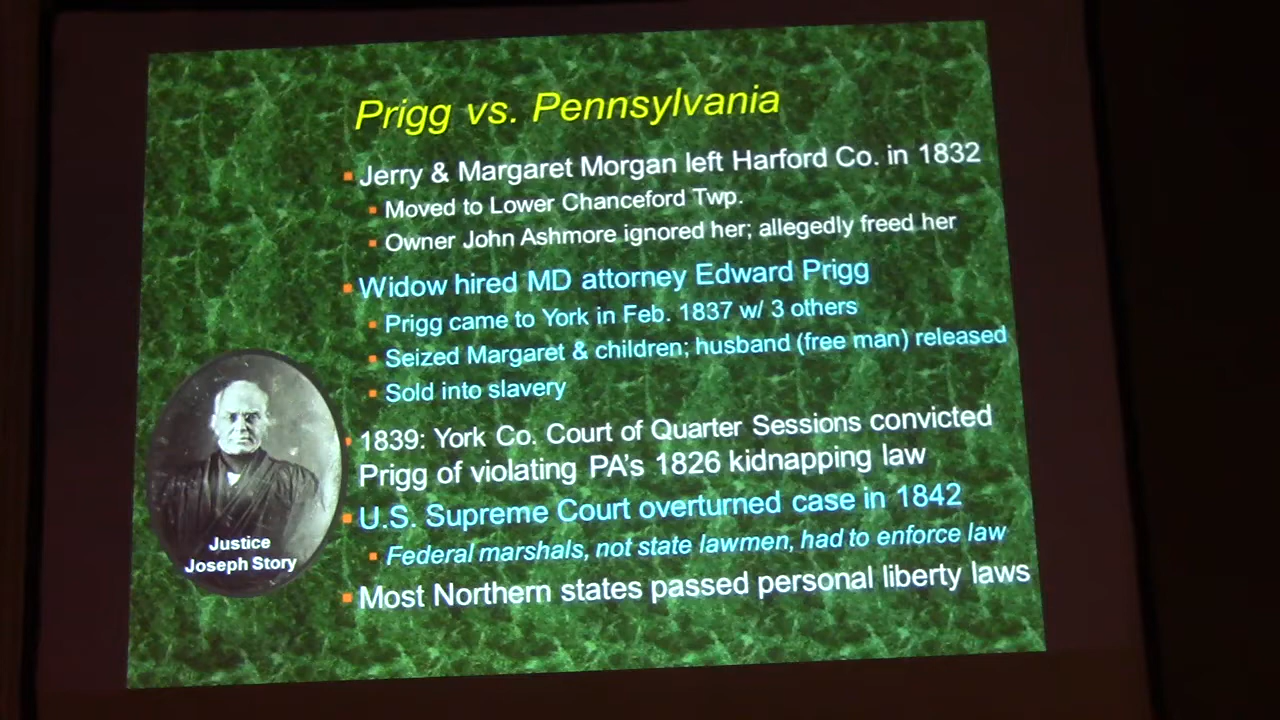 Prigg vs. Pennsylvania
Jerry & Margaret Morgan left Harford Co. in 1832
Moved to Lower Chanceford Twp.
Owner John Ashmore ignored her; allegedly freed her
Widow hired MD attorney Edward Prigg
Prigg came to York in Feb. 1837 w/ 3 others
Seized Margaret & children; husband (free man) released
Sold into slavery
1839: York Co. Court of Quarter Sessions convicted
Prigg of violating PA's 1826 kidnapping law
U.S. Supreme Court overturned case in 1842
Federal marshals, not state lawmen, had to enforce law
Most Northern states passed personal liberty laws
Justice
Joseph Story